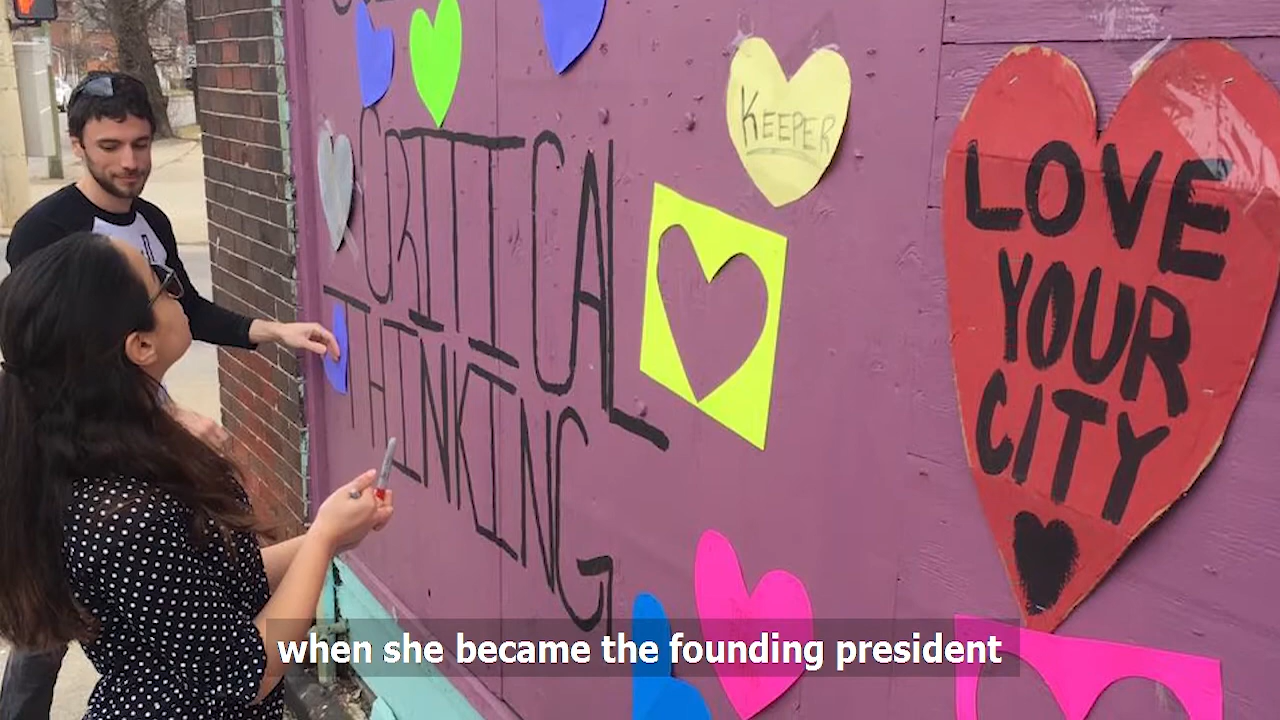 KEEPER
CRITICAL
THINKING
LOVE
YOUR
CITY
when she became the founding president